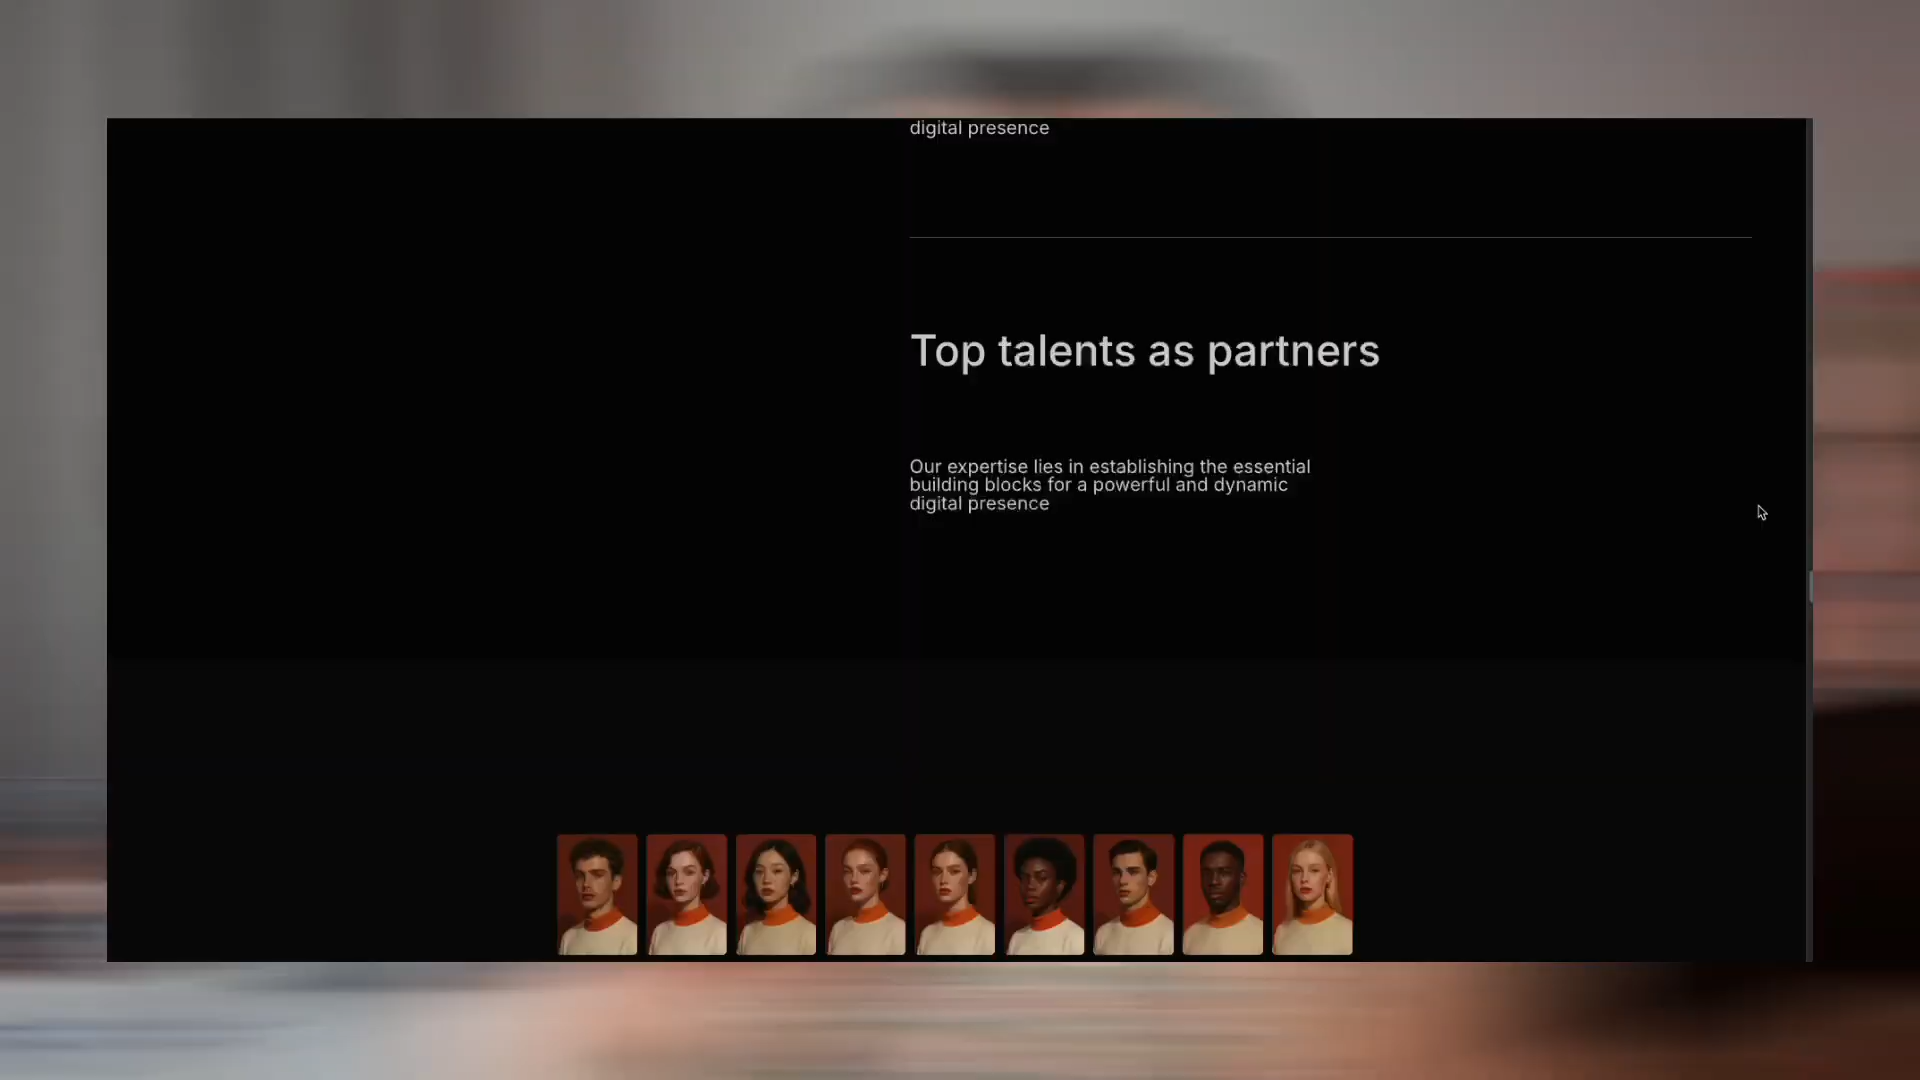 digital presence
Top talents as partners
Our expertise lies in establishing the essential
building blocks for a powerful and dynamic
digital presence